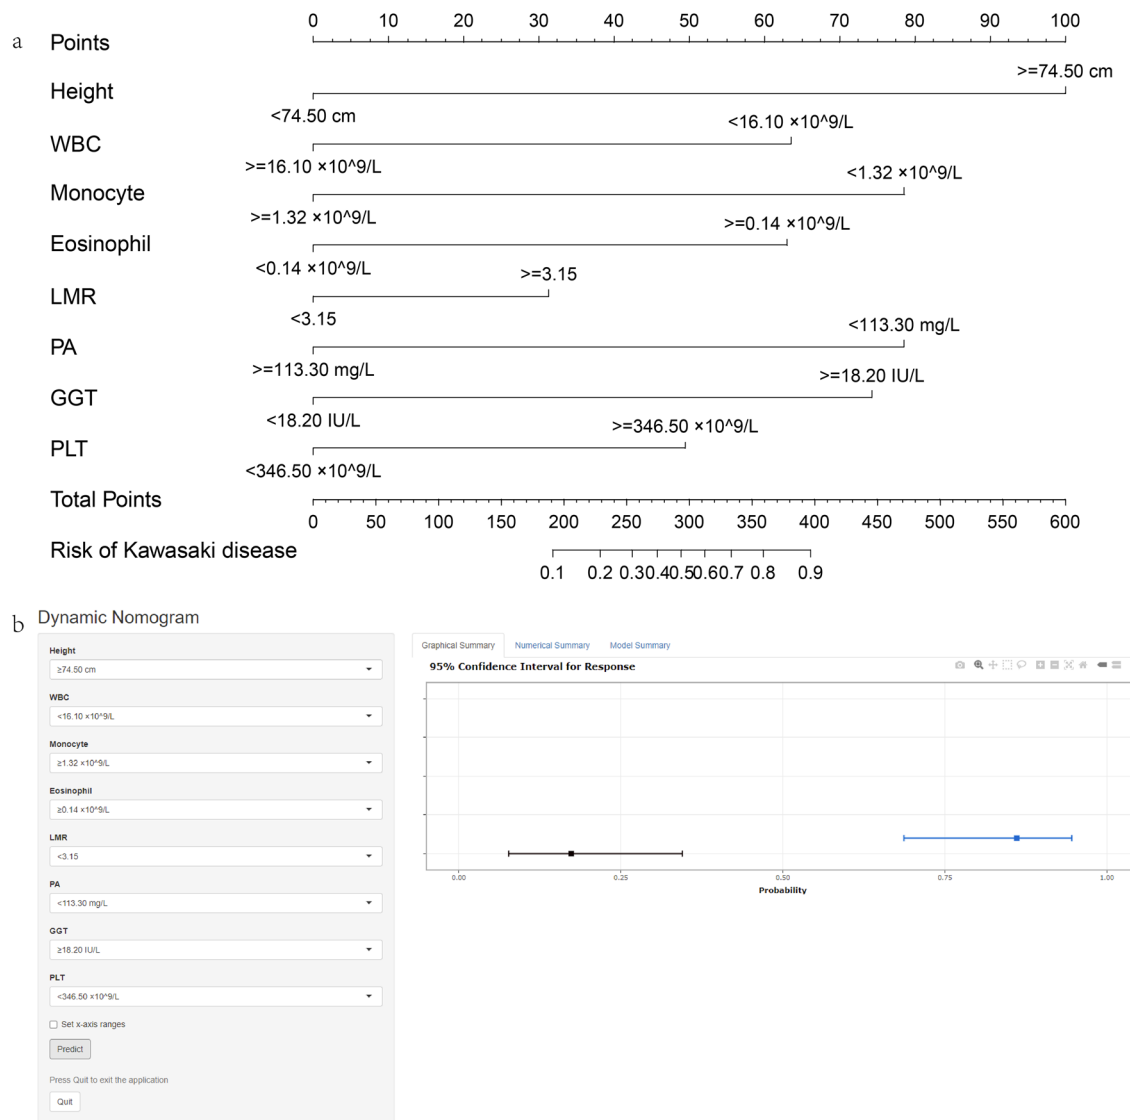 a
Points
0 10 20 30 40 50 60 70 80 90 100
Height
>=74.50 cm
<74.50 cm
WBC
<16.10 ×10^9/L
>=16.10 ×10^9/L
Monocyte
<1.32 ×10^9/L
>=1.32 ×10^9/L
Eosinophil
>=0.14 ×10^9/L
<0.14 ×10^9/L
LMR
>=3.15
<3.15
PA
<113.30 mg/L
>=113.30 mg/L
GGT
>=18.20 IU/L
<18.20 IU/L
PLT
>=346.50 ×10^9/L
<346.50 ×10^9/L
Total Points
0 50 100 150 200 250 300 350 400 450 500 550 600
Risk of Kawasaki disease
0.1 0.2 0.3 0.4 0.5 0.6 0.7 0.8 0.9
b
Dynamic Nomogram
Height
≥74.50 cm
WBC
<16.10 ×10^9/L
Monocyte
≥1.32 ×10^9/L
Eosinophil
≥0.14 ×10^9/L
LMR
<3.15
PA
<113.30 mg/L
GGT
≥18.20 IU/L
PLT
<346.50 ×10^9/L
Set x-axis ranges
Predict
Press Quit to exit the application
Quit
Graphical Summary Numerical Summary Model Summary
95% Confidence Interval for Response
0.00 0.25 0.50 0.75 1.00
Probability